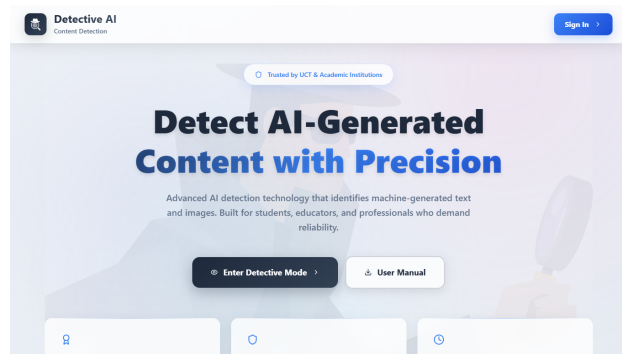 Detective AI
Content Detection
Sign In
Trusted by UCT & Academic Institutions
Detect AI-Generated
Content with Precision
Advanced AI detection technology that identifies machine-generated text
and images. Built for students, educators, and professionals who demand
reliability.
Enter Detective Mode
User Manual